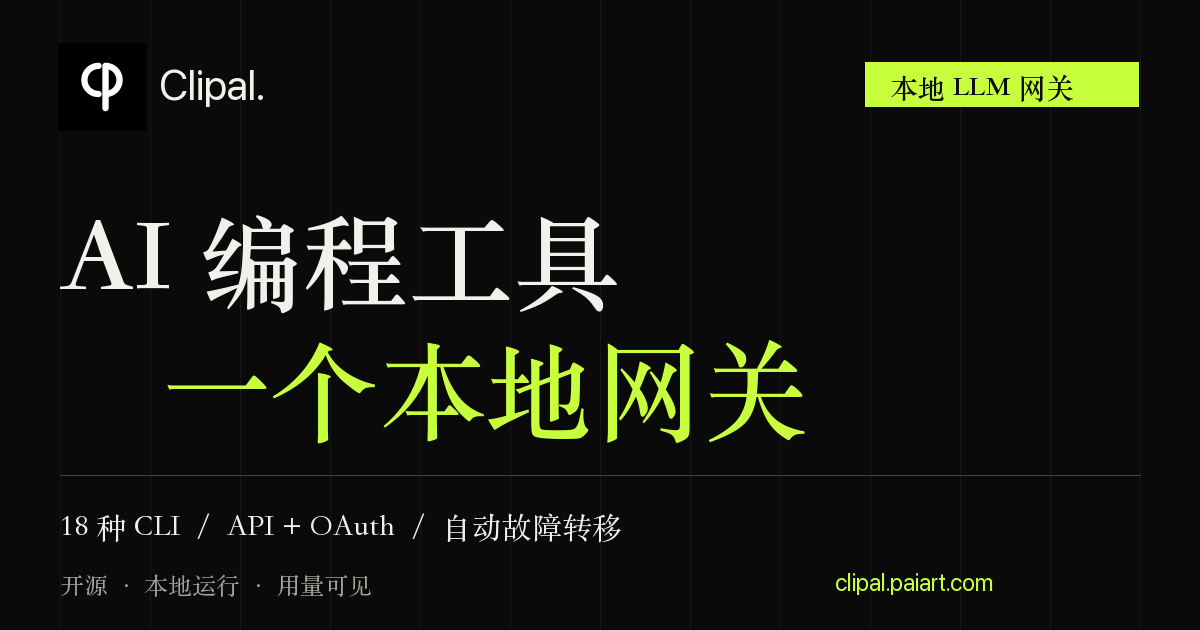 Clipal.
本地 LLM 网关
AI 编程工具
一个本地网关
18 种 CLI / API + OAuth / 自动故障转移
开源 · 本地运行 · 用量可见
clipal.paiart.com